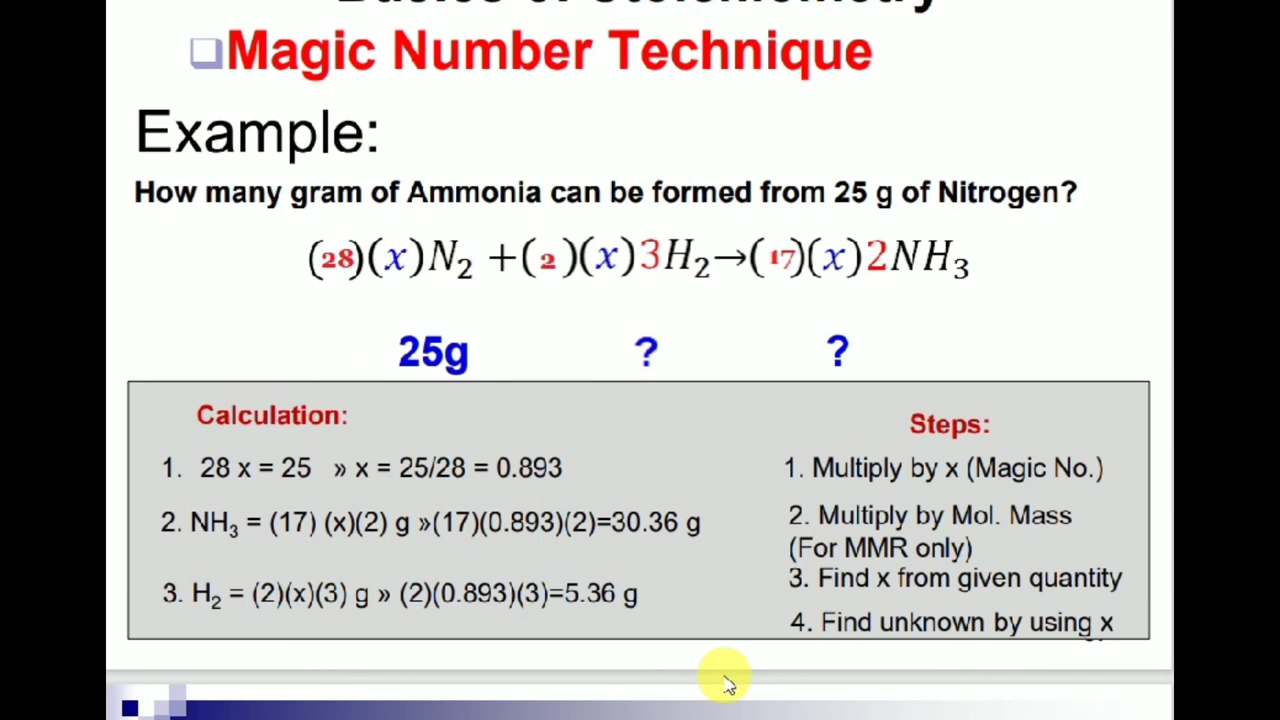 Basics of Stoichiometry
Magic Number Technique
Example:
How many gram of Ammonia can be formed from 25 g of Nitrogen?
(28)(x)N₂ +(2)(x)3H₂→(17)(x)2NH₃
25g ? ?
Calculation:
1. 28 x = 25 » x = 25/28 = 0.893
2. NH₃ = (17) (x)(2) g »(17)(0.893)(2)=30.36 g
3. H₂ = (2)(x)(3) g » (2)(0.893)(3)=5.36 g
Steps:
1. Multiply by x (Magic No.)
2. Multiply by Mol. Mass
(For MMR only)
3. Find x from given quantity
4. Find unknown by using x